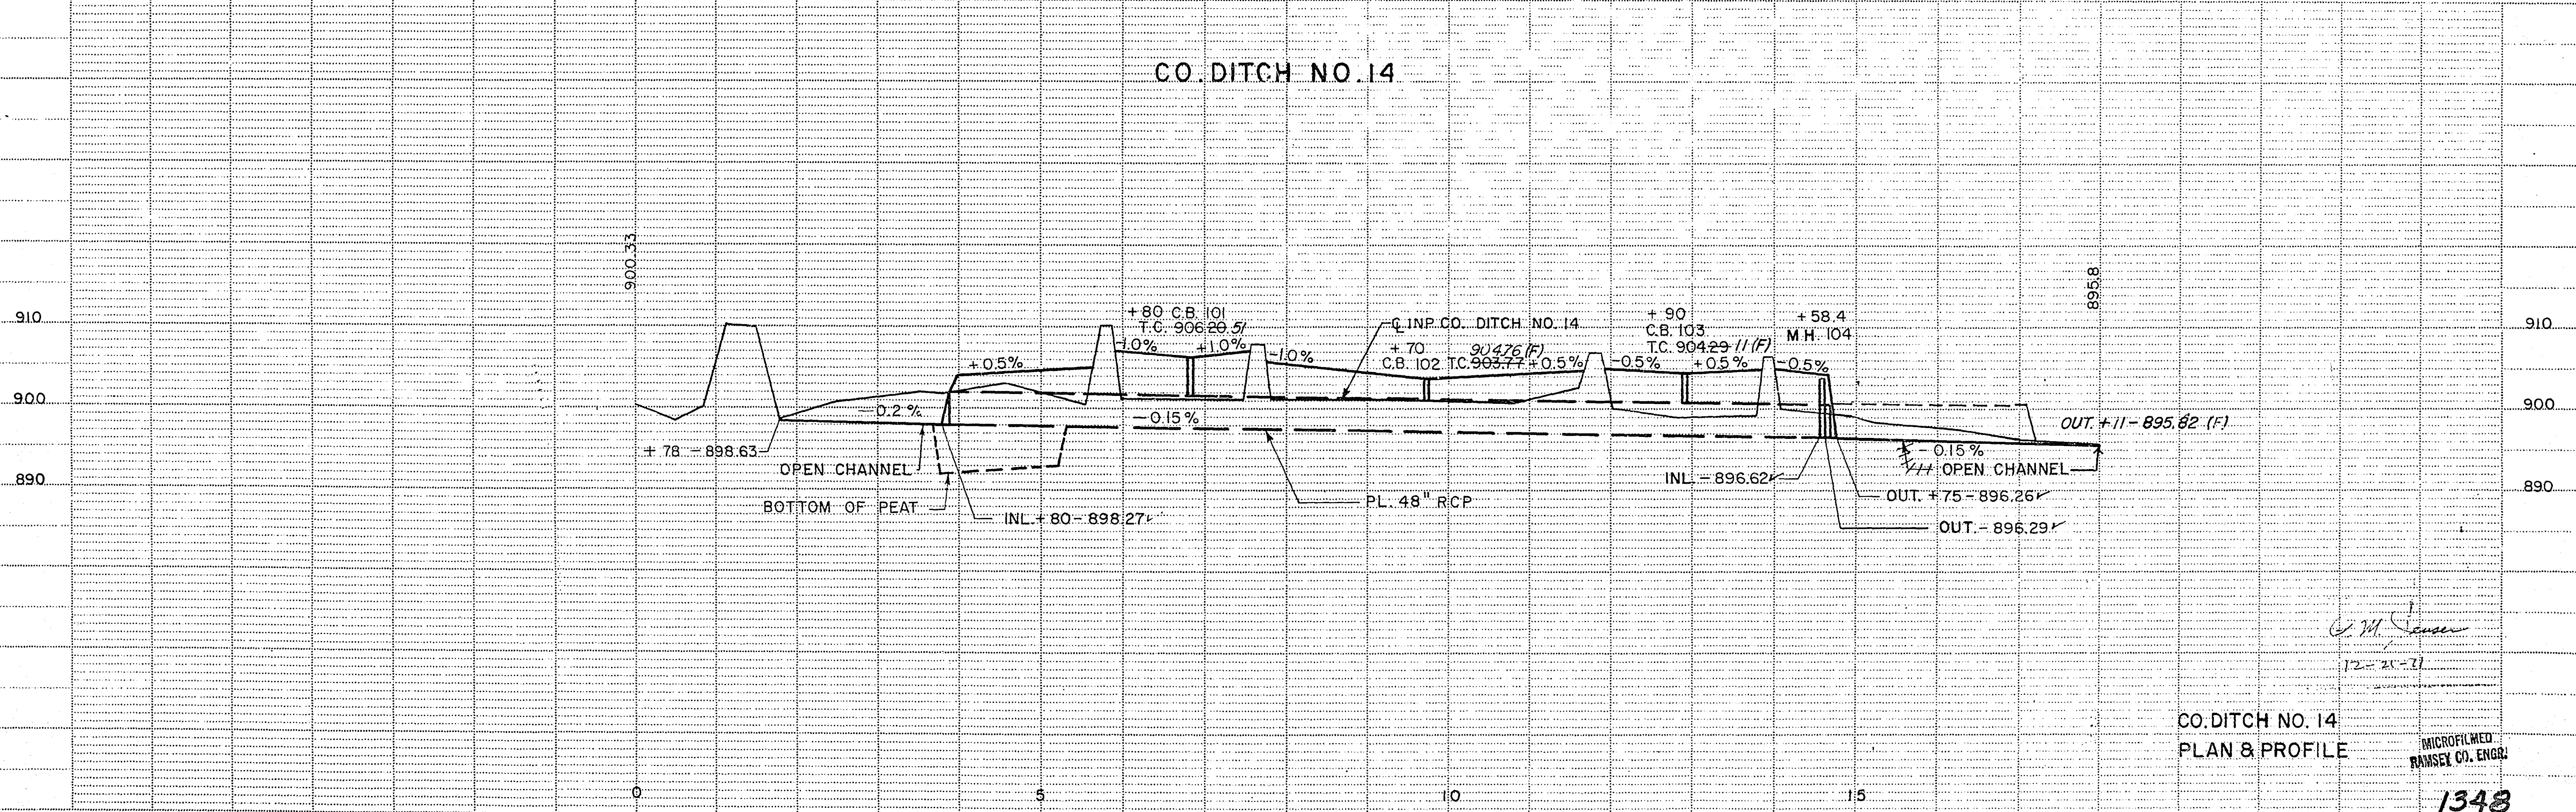 CO. DITCH NO. 14
900.33
895.8
910
910
+ 80 C.B. 101
T.C. 906 20.51
℄ INP CO. DITCH NO. 14
+ 90
C.B. 103
T.C. 904.29 11 (F)
+ 58.4
M.H. 104
+ 70
904.76 (F)
C.B. 102 T.C. 903.77
+0.5%
-1.0%
+1.0%
-1.0%
+0.5%
-0.5%
+0.5%
-0.5%
900
900
-0.2 %
-0.15 %
OUT. +11 - 895.82 (F)
+ 78 - 898.63
- 0.15 %
OPEN CHANNEL
OPEN CHANNEL
890
890
INL. - 896.62
OUT. +75 - 896.26
BOTTOM OF PEAT
PL. 48" RCP
INL. + 80 - 898.27
OUT. - 896.29
12-21-71
CO. DITCH NO. 14
PLAN & PROFILE
MICROFILMED
RAMSEY CO. ENGR.
0
5
10
15
1348